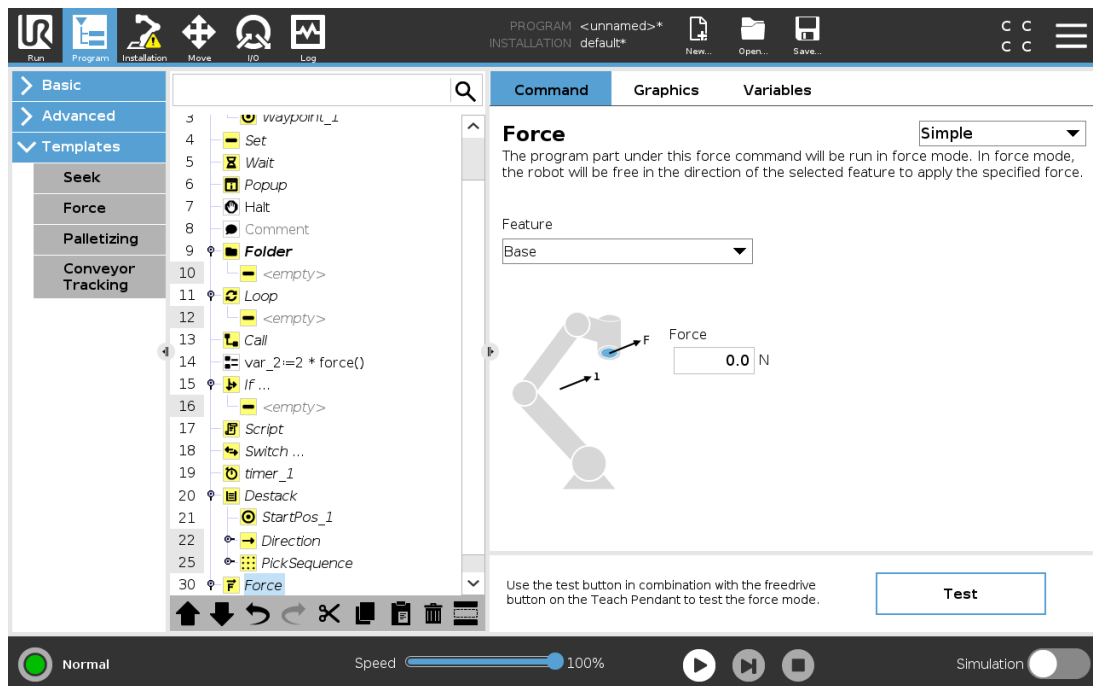 PROGRAM <unnamed>*
INSTALLATION default*
C C
C C
Run
Program
Installation
Move
I/O
Log
New...
Open...
Save...
Basic
Advanced
Templates
Seek
Force
Palletizing
Conveyor
Tracking
3 Waypoint_1
4 Set
5 Wait
6 Popup
7 Halt
8 Comment
9 Folder
10 <empty>
11 Loop
12 <empty>
13 Call
14 var_2:=2 * force()
15 If ...
16 <empty>
17 Script
18 Switch ...
19 timer_1
20 Destack
21 StartPos_1
22 Direction
25 PickSequence
30 Force
Command Graphics Variables
Force
Simple
The program part under this force command will be run in force mode. In force mode,
the robot will be free in the direction of the selected feature to apply the specified force.
Feature
Base
F
1
Force
0.0 N
Use the test button in combination with the freedrive
button on the Teach Pendant to test the force mode.
Test
Normal
Speed 100%
Simulation